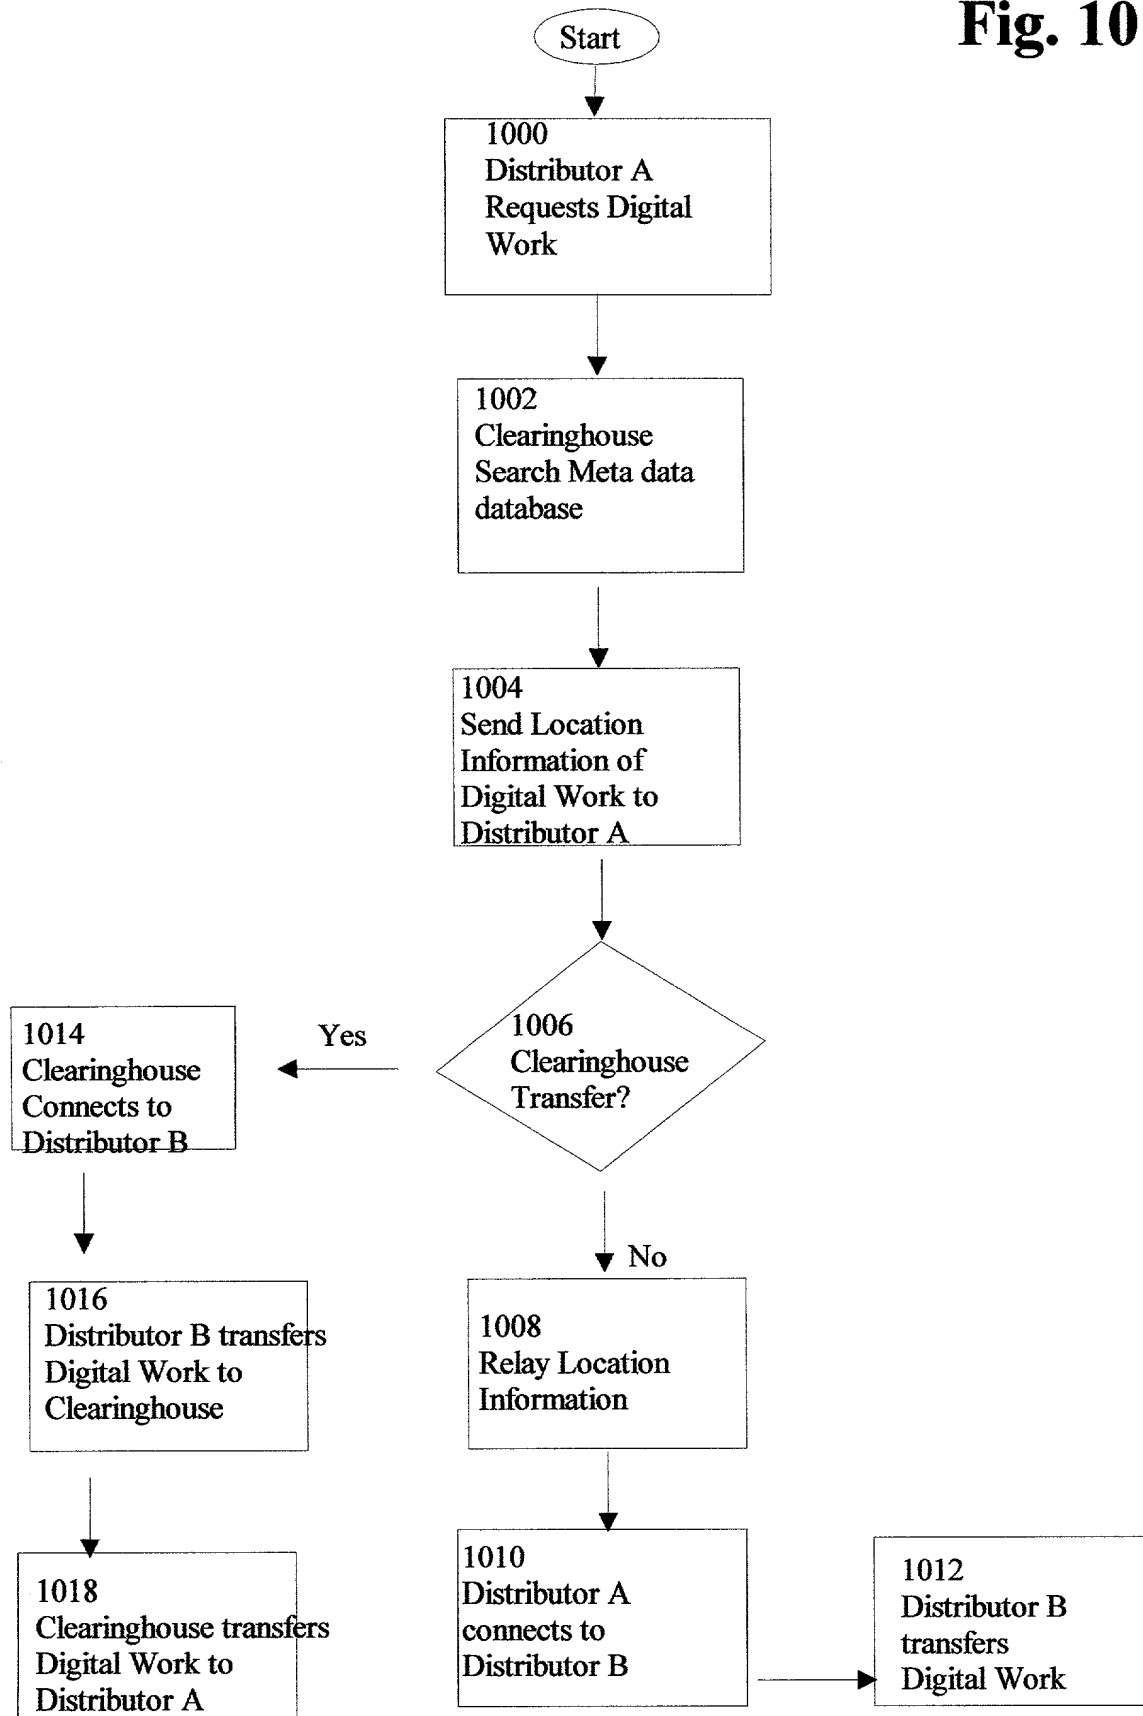 Fig. 10
Start
1000
Distributor A
Requests Digital
Work
1002
Clearinghouse
Search Meta data
database
1004
Send Location
Information of
Digital Work to
Distributor A
1006
Clearinghouse
Transfer?
Yes
1014
Clearinghouse
Connects to
Distributor B
No
1016
Distributor B transfers
Digital Work to
Clearinghouse
1008
Relay Location
Information
1018
Clearinghouse transfers
Digital Work to
Distributor A
1010
Distributor A
connects to
Distributor B
1012
Distributor B
transfers
Digital Work